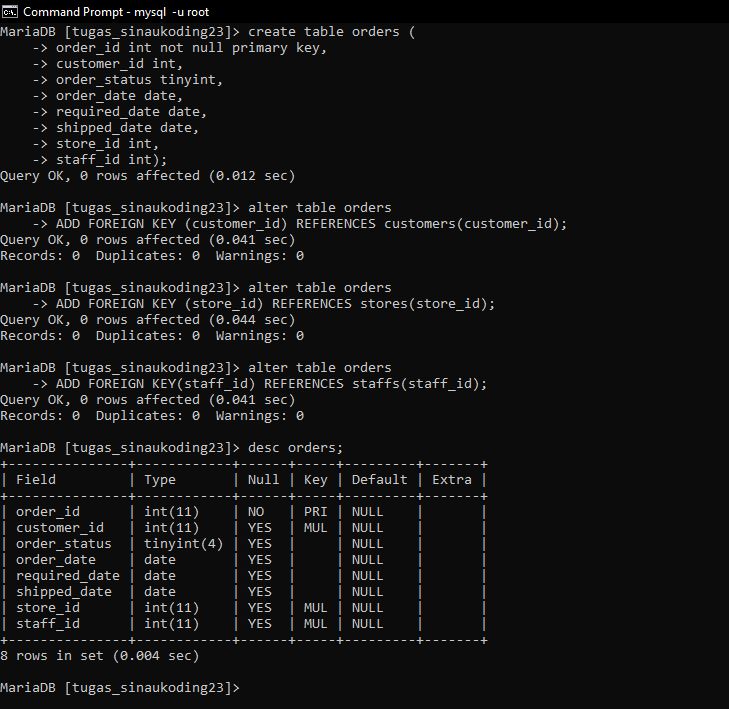 Command Prompt - mysql -u root
MariaDB [tugas_sinaukoding23]> create table orders (
    -> order_id int not null primary key,
    -> customer_id int,
    -> order_status tinyint,
    -> order_date date,
    -> required_date date,
    -> shipped_date date,
    -> store_id int,
    -> staff_id int);
Query OK, 0 rows affected (0.012 sec)

MariaDB [tugas_sinaukoding23]> alter table orders
    -> ADD FOREIGN KEY (customer_id) REFERENCES customers(customer_id);
Query OK, 0 rows affected (0.041 sec)
Records: 0  Duplicates: 0  Warnings: 0

MariaDB [tugas_sinaukoding23]> alter table orders
    -> ADD FOREIGN KEY (store_id) REFERENCES stores(store_id);
Query OK, 0 rows affected (0.044 sec)
Records: 0  Duplicates: 0  Warnings: 0

MariaDB [tugas_sinaukoding23]> alter table orders
    -> ADD FOREIGN KEY(staff_id) REFERENCES staffs(staff_id);
Query OK, 0 rows affected (0.041 sec)
Records: 0  Duplicates: 0  Warnings: 0

MariaDB [tugas_sinaukoding23]> desc orders;
+---------------+------------+------+-----+---------+-------+
| Field         | Type       | Null | Key | Default | Extra |
+---------------+------------+------+-----+---------+-------+
| order_id      | int(11)    | NO   | PRI | NULL    |       |
| customer_id   | int(11)    | YES  | MUL | NULL    |       |
| order_status  | tinyint(4) | YES  |     | NULL    |       |
| order_date    | date       | YES  |     | NULL    |       |
| required_date | date       | YES  |     | NULL    |       |
| shipped_date  | date       | YES  |     | NULL    |       |
| store_id      | int(11)    | YES  | MUL | NULL    |       |
| staff_id      | int(11)    | YES  | MUL | NULL    |       |
+---------------+------------+------+-----+---------+-------+
8 rows in set (0.004 sec)

MariaDB [tugas_sinaukoding23]>